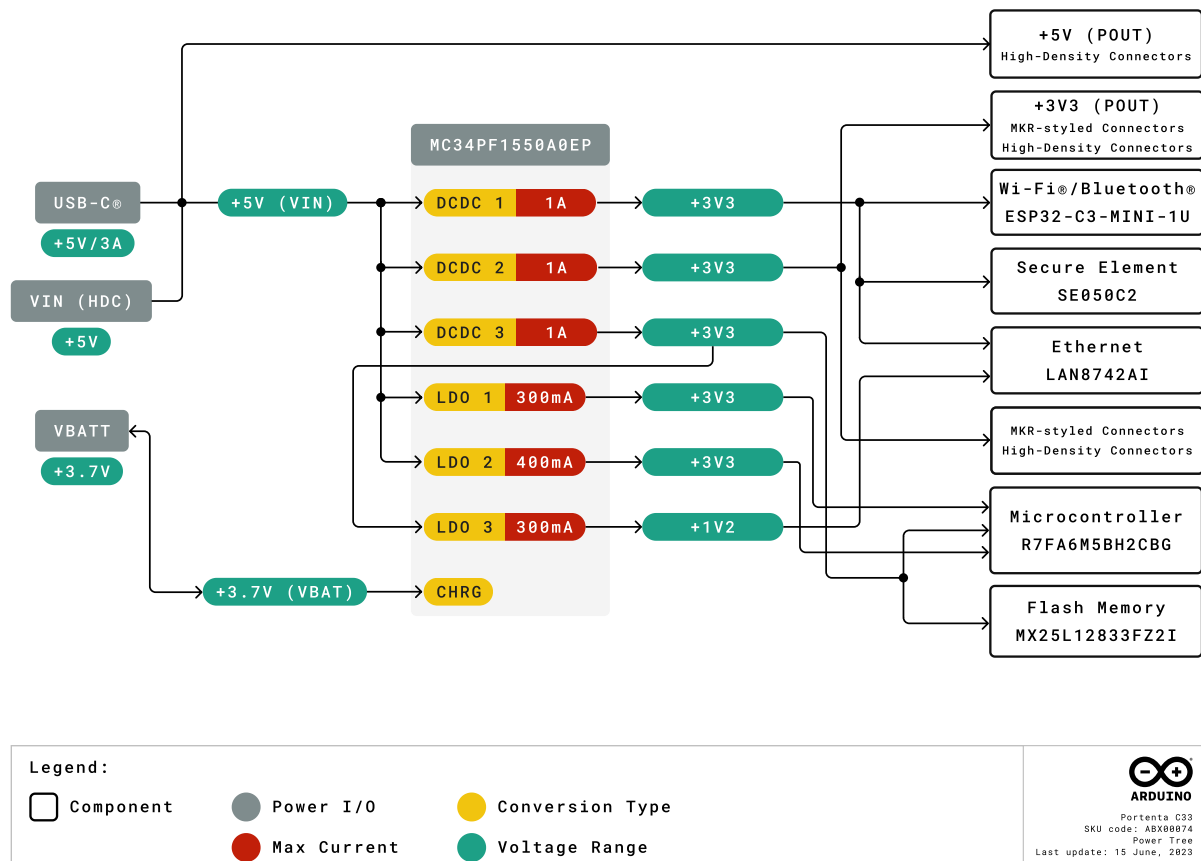 +5V (POUT)
High-Density Connectors
+3V3 (POUT)
MKR-styled Connectors
High-Density Connectors
MC34PF1550A0EP
USB-C®
+5V/3A
+5V (VIN)
DCDC 1 1A
+3V3
Wi-Fi®/Bluetooth®
ESP32-C3-MINI-1U
DCDC 2 1A
+3V3
Secure Element
SE050C2
VIN (HDC)
+5V
DCDC 3 1A
+3V3
Ethernet
LAN8742AI
LDO 1 300mA
+3V3
VBATT
+3.7V
MKR-styled Connectors
High-Density Connectors
LDO 2 400mA
+3V3
LDO 3 300mA
+1V2
Microcontroller
R7FA6M5BH2CBG
+3.7V (VBAT)
CHRG
Flash Memory
MX25L12833FZ2I
Legend:
Component
Power I/O
Conversion Type
Max Current
Voltage Range
ARDUINO
Portenta C33
SKU code: ABX00074
Power Tree
Last update: 15 June, 2023